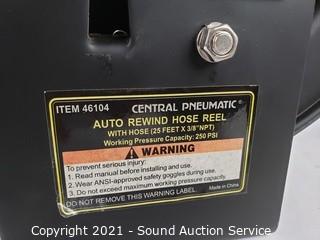 ITEM 46104 CENTRAL PNEUMATIC®
AUTO REWIND HOSE REEL
WITH HOSE (25 FEET X 3/8"NPT)
Working Pressure Capacity: 250 PSI
WARNING
To prevent serious injury:
1. Read manual before installing and use.
2. Wear ANSI-approved safety goggles during use.
3. Do not exceed maximum working pressure capacity.
DO NOT REMOVE THIS WARNING LABEL. Made in China
Copyright © 2021 - Sound Auction Service